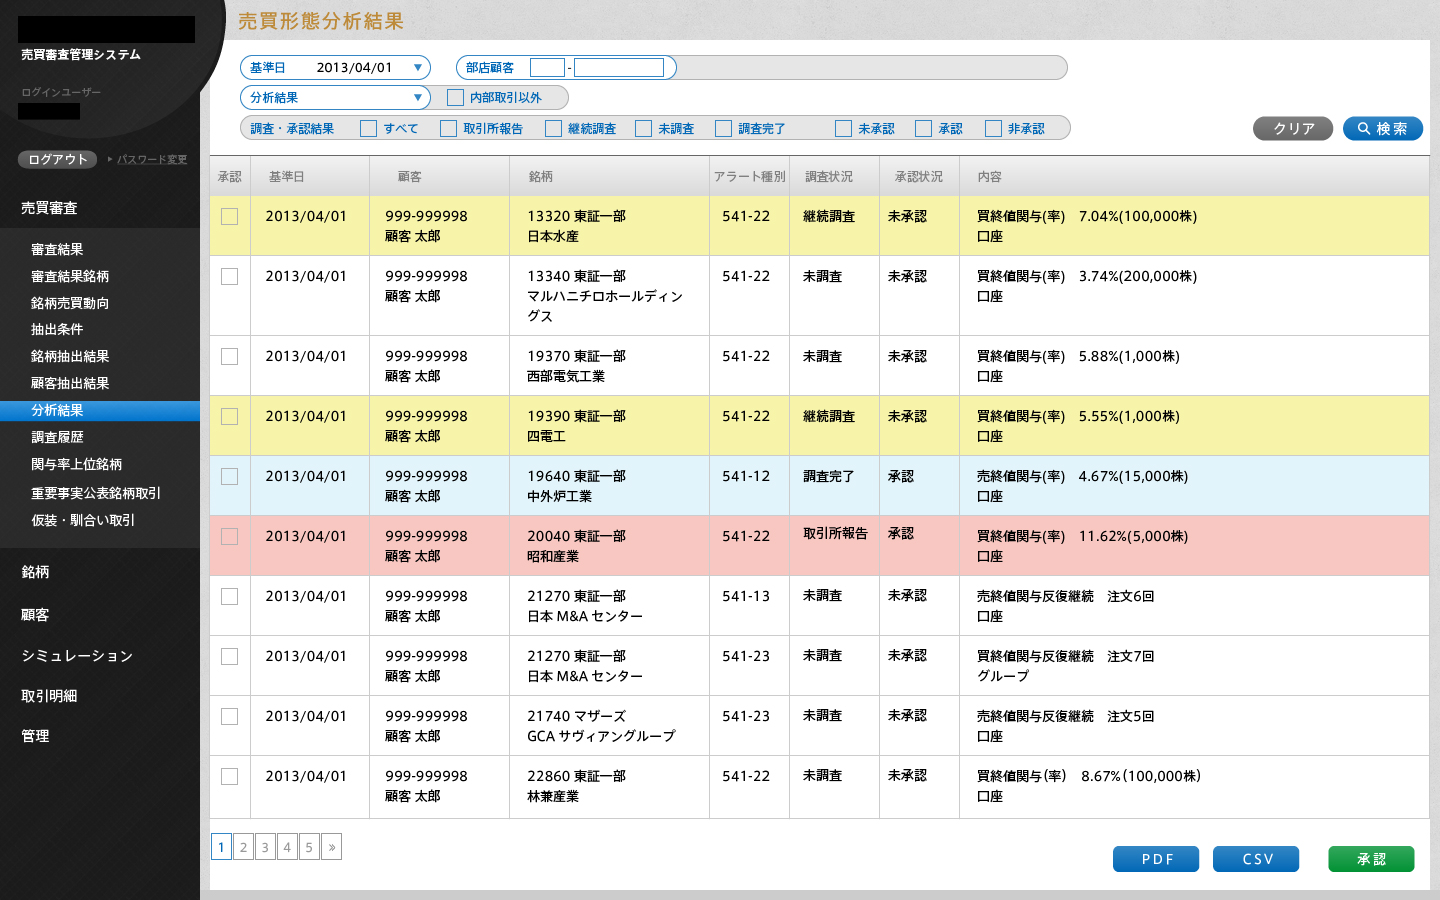 売買審査管理システム
ログインユーザー
ログアウト パスワード変更
売買審査
審査結果
審査結果銘柄
銘柄売買動向
抽出条件
銘柄抽出結果
顧客抽出結果
分析結果
調査履歴
関与率上位銘柄
重要事実公表銘柄取引
仮装・馴合い取引
銘柄
顧客
シミュレーション
取引明細
管理
売買形態分析結果
基準日 2013/04/01 ▼ 部店顧客 -
分析結果 ▼ 内部取引以外
調査・承認結果 すべて 取引所報告 継続調査 未調査 調査完了 未承認 承認 非承認 クリア 検索
承認 基準日 顧客 銘柄 アラート種別 調査状況 承認状況 内容
2013/04/01 999-999998 13320 東証一部 541-22 継続調査 未承認 買終値関与(率) 7.04%(100,000株)
顧客 太郎 日本水産 口座
2013/04/01 999-999998 13340 東証一部 541-22 未調査 未承認 買終値関与(率) 3.74%(200,000株)
顧客 太郎 マルハニチロホールディン 口座
グス
2013/04/01 999-999998 19370 東証一部 541-22 未調査 未承認 買終値関与(率) 5.88%(1,000株)
顧客 太郎 西部電気工業 口座
2013/04/01 999-999998 19390 東証一部 541-22 継続調査 未承認 買終値関与(率) 5.55%(1,000株)
顧客 太郎 四電工 口座
2013/04/01 999-999998 19640 東証一部 541-12 調査完了 承認 売終値関与(率) 4.67%(15,000株)
顧客 太郎 中外炉工業 口座
2013/04/01 999-999998 20040 東証一部 541-22 取引所報告 承認 買終値関与(率) 11.62%(5,000株)
顧客 太郎 昭和産業 口座
2013/04/01 999-999998 21270 東証一部 541-13 未調査 未承認 売終値関与反復継続 注文6回
顧客 太郎 日本 M&A センター 口座
2013/04/01 999-999998 21270 東証一部 541-23 未調査 未承認 買終値関与反復継続 注文7回
顧客 太郎 日本 M&A センター グループ
2013/04/01 999-999998 21740 マザーズ 541-23 未調査 未承認 売終値関与反復継続 注文5回
顧客 太郎 GCA サヴィアングループ 口座
2013/04/01 999-999998 22860 東証一部 541-22 未調査 未承認 買終値関与（率） 8.67%（100,000株）
顧客 太郎 林兼産業 口座
1 2 3 4 5 »
PDF CSV 承認